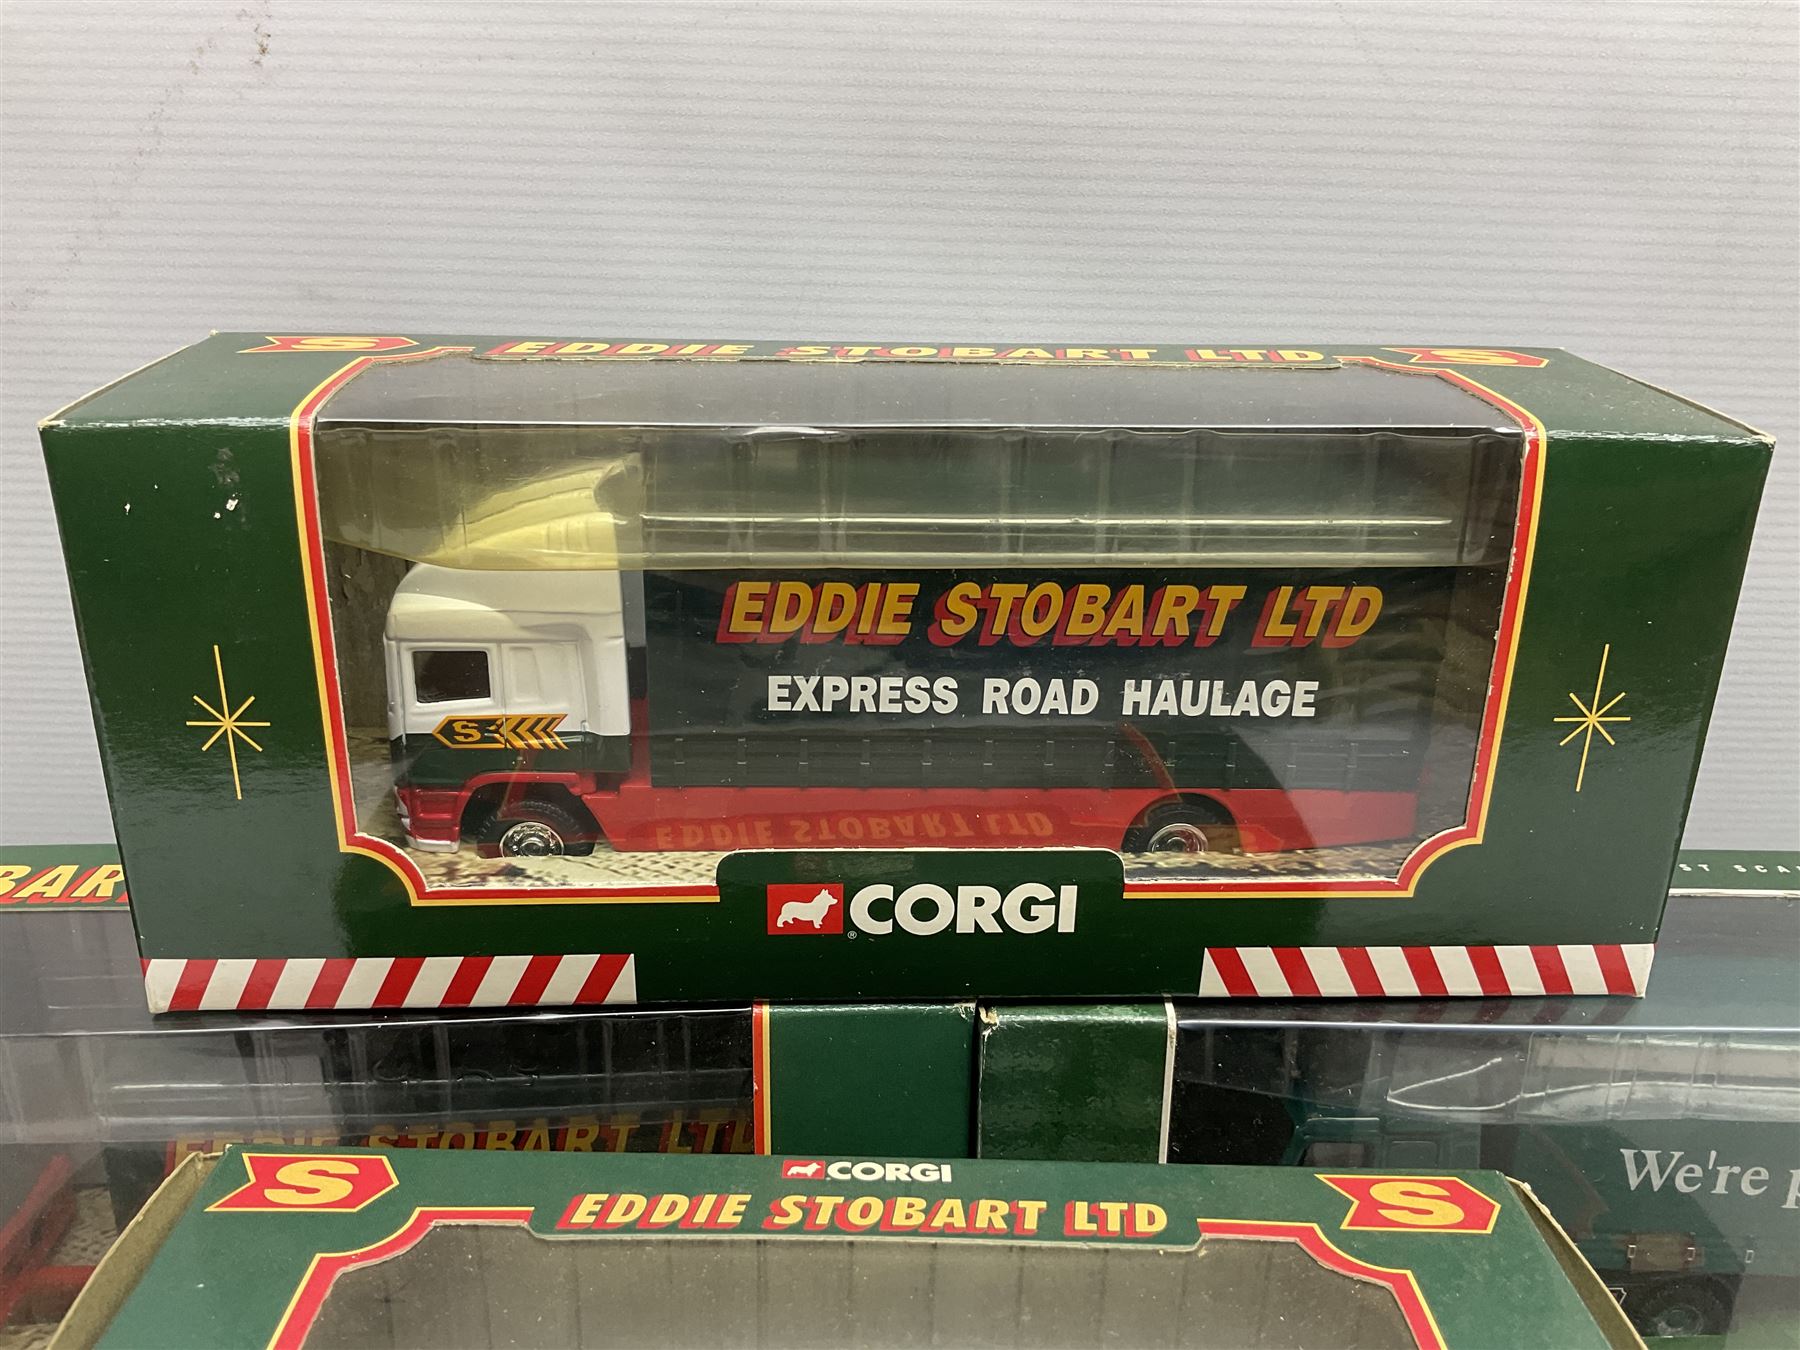 S EDDIE STOBART LTD S
EDDIE STOBART LTD
EXPRESS ROAD HAULAGE
S
EDDIE STOBART LTD
CORGI
EDDIE STOBART LTD
We're
S CORGI S
EDDIE STOBART LTD